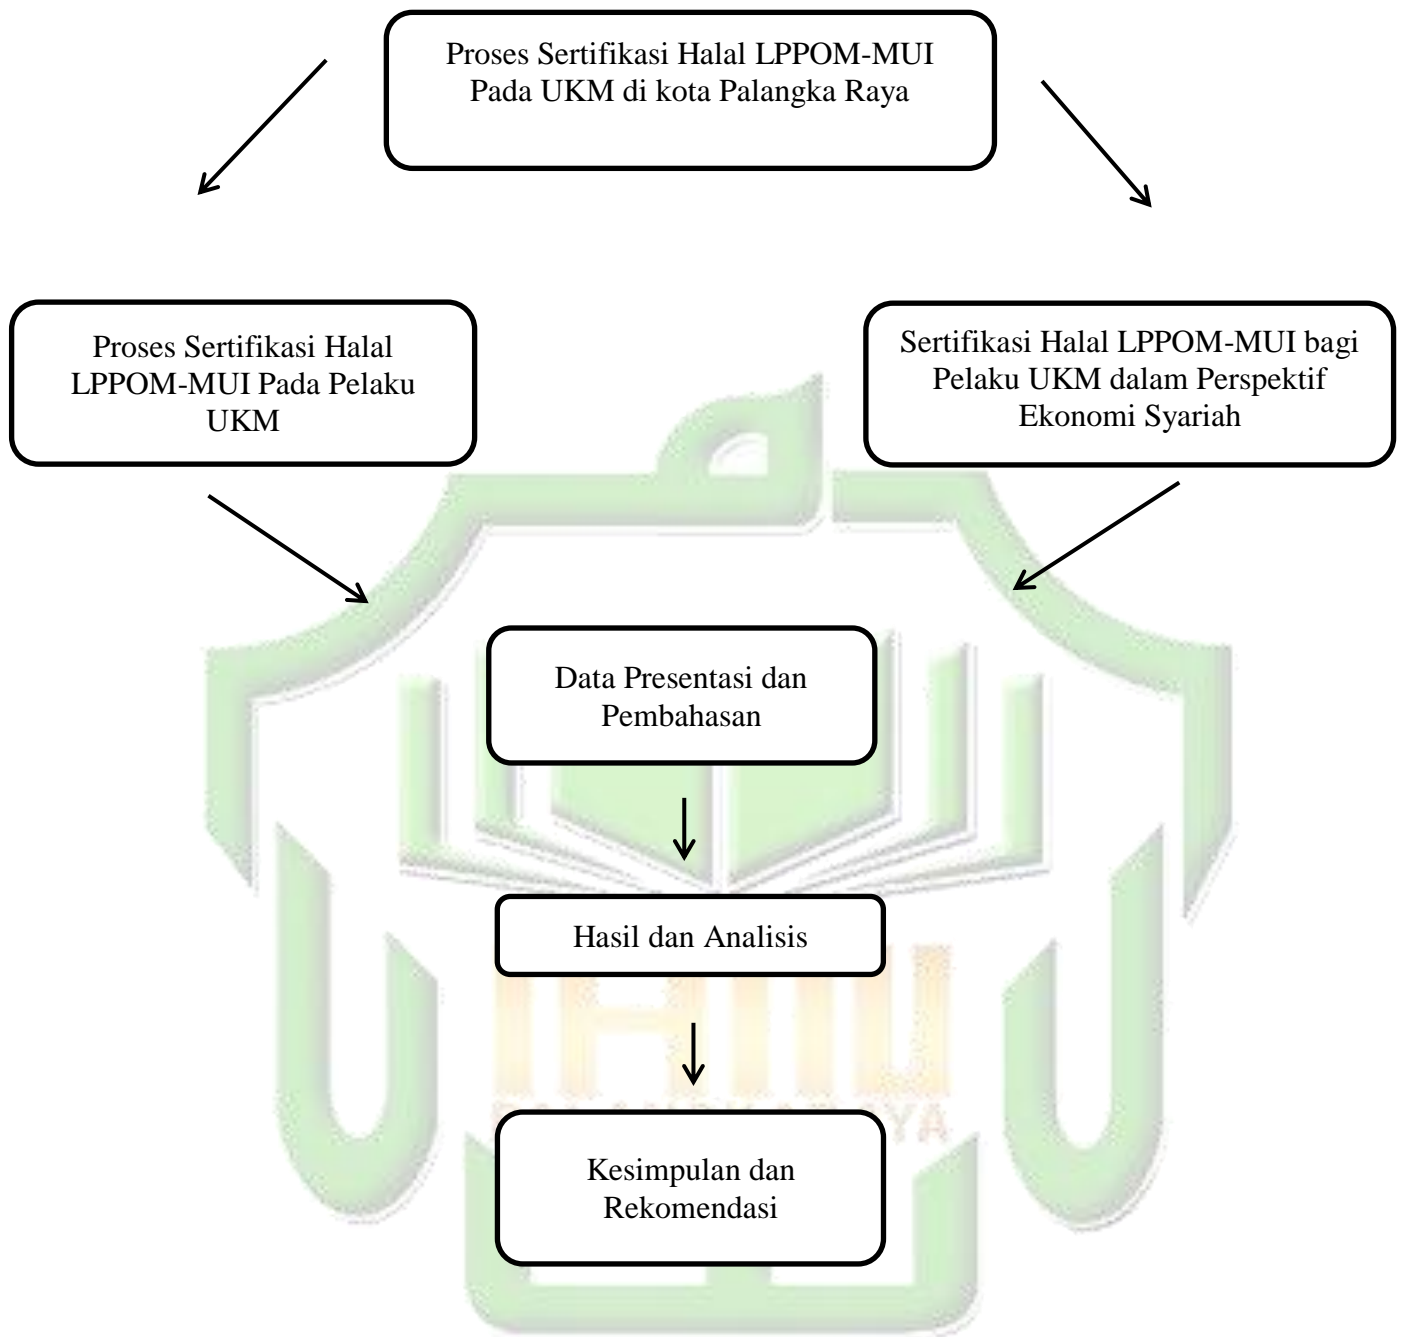 Proses Sertifikasi Halal LPPOM-MUI
Pada UKM di kota Palangka Raya
Proses Sertifikasi Halal
LPPOM-MUI Pada Pelaku
UKM
Sertifikasi Halal LPPOM-MUI bagi
Pelaku UKM dalam Perspektif
Ekonomi Syariah
Data Presentasi dan
Pembahasan
Hasil dan Analisis
Kesimpulan dan
Rekomendasi